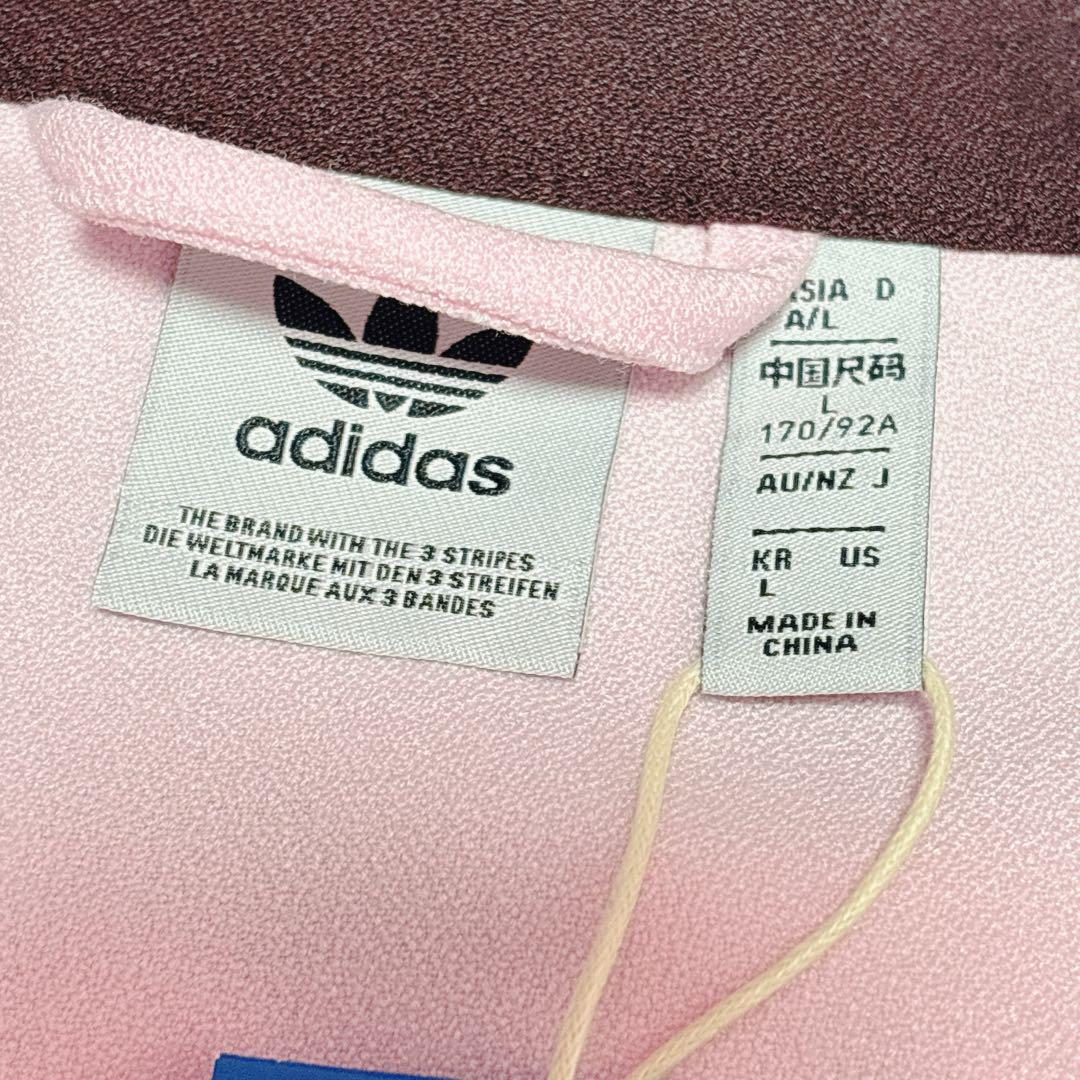 adidas
THE BRAND WITH THE 3 STRIPES
DIE WELTMARKE MIT DEN 3 STREIFEN
LA MARQUE AUX 3 BANDES
D
A/L
中国尺码
L
170/92A
AU/NZ J
KR US
L
MADE IN
CHINA